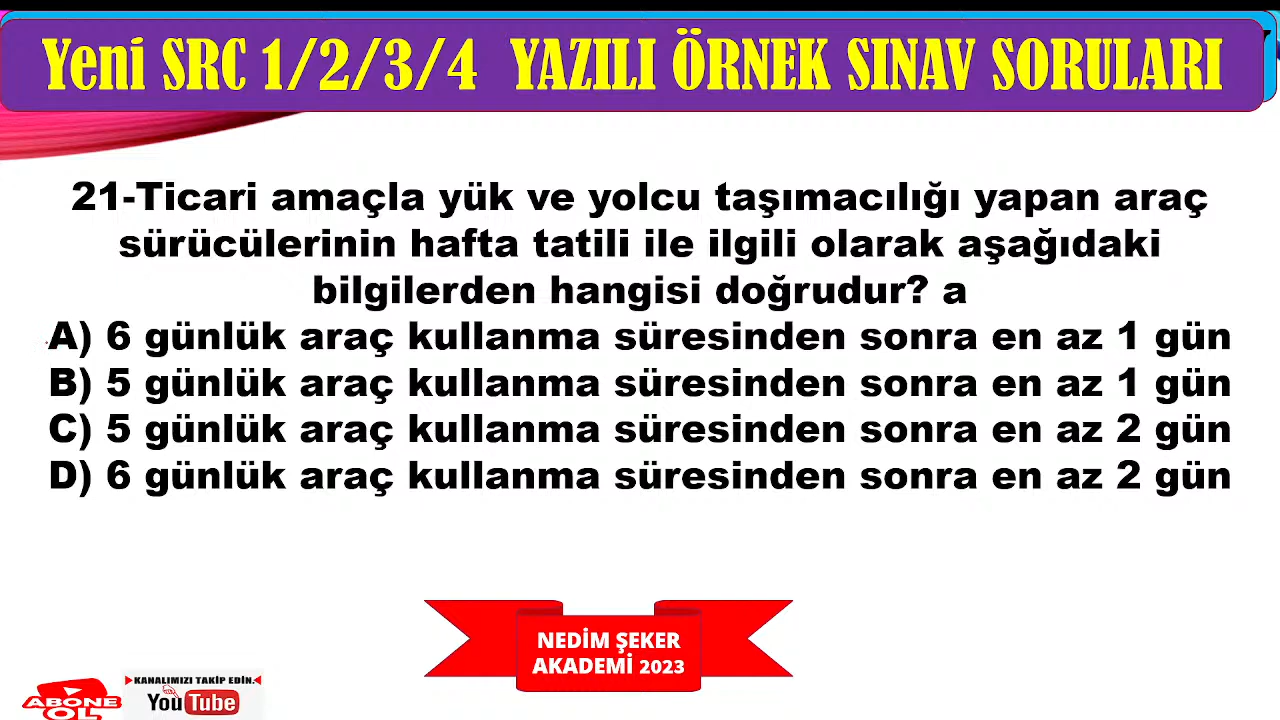 Yeni SRC 1/2/3/4 YAZILI ÖRNEK SINAV SORULARI
21-Ticari amaçla yük ve yolcu taşımacılığı yapan araç
sürücülerinin hafta tatili ile ilgili olarak aşağıdaki
bilgilerden hangisi doğrudur? a
A) 6 günlük araç kullanma süresinden sonra en az 1 gün
B) 5 günlük araç kullanma süresinden sonra en az 1 gün
C) 5 günlük araç kullanma süresinden sonra en az 2 gün
D) 6 günlük araç kullanma süresinden sonra en az 2 gün
NEDİM ŞEKER
AKADEMİ 2023
ABONE
OL
KANALIMIZI TAKİP EDİN.
YouTube